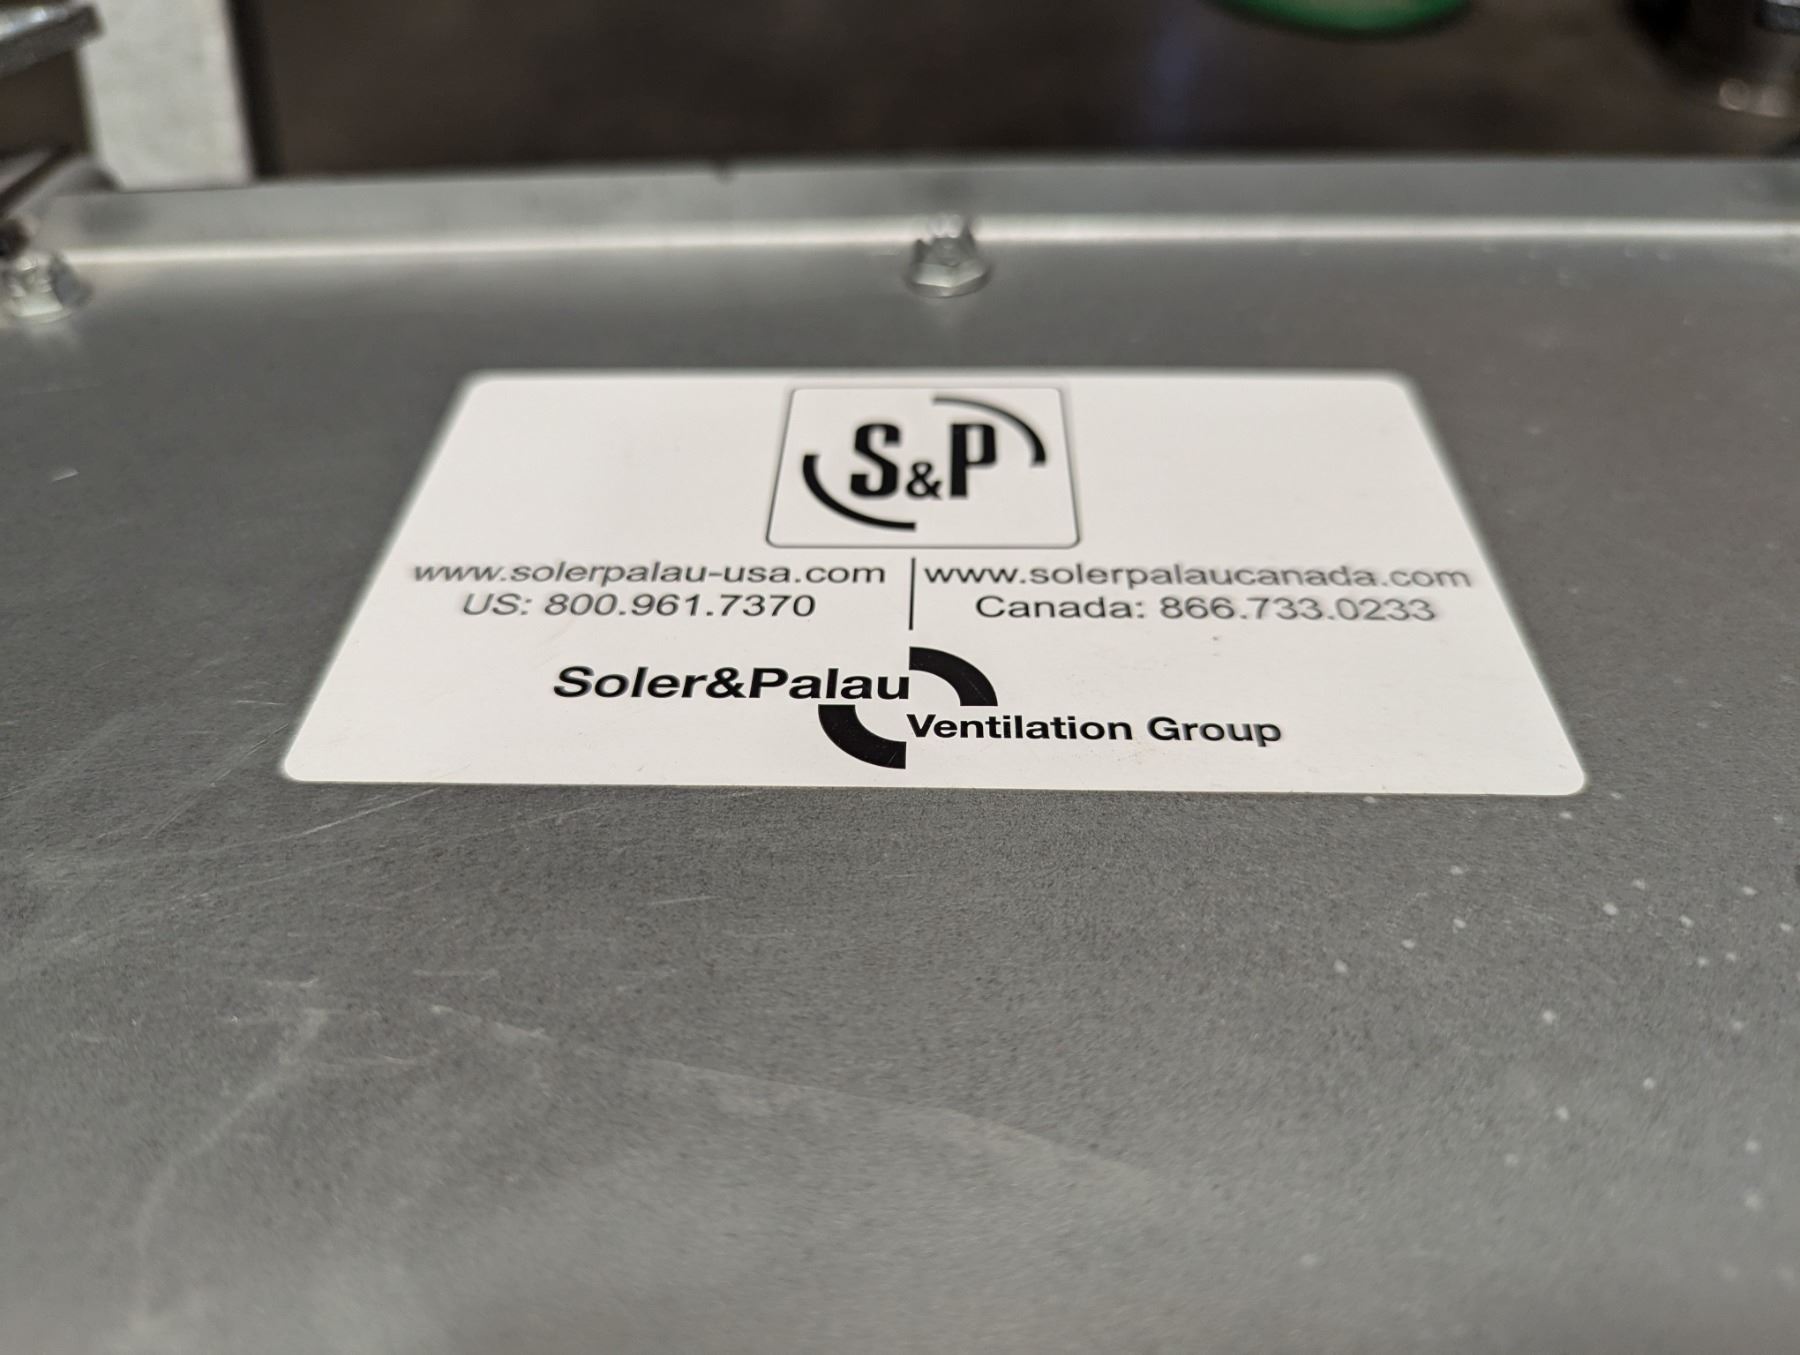 S&P
www.solerpalau-usa.com
US: 800.961.7370
www.solerpalaucanada.com
Canada: 866.733.0233
Soler&Palau
Ventilation Group